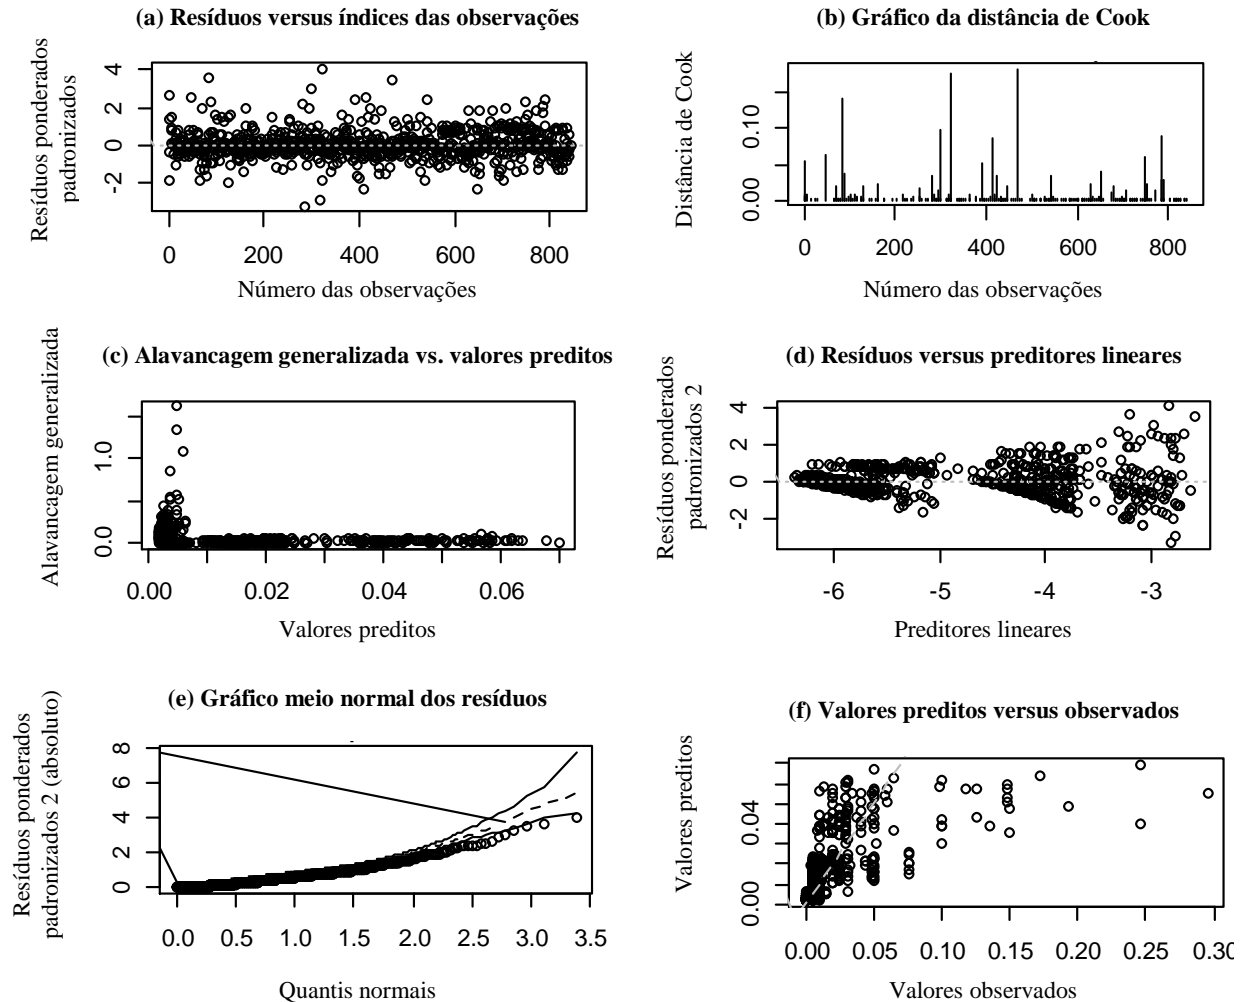 (a) Resíduos versus índices das observações
Resíduos ponderados
padronizados
4
2
0
-2
0 200 400 600 800
Número das observações
(b) Gráfico da distância de Cook
Distância de Cook
0.10
0.00
0 200 400 600 800
Número das observações
(c) Alavancagem generalizada vs. valores preditos
Alavancagem generalizada
1.0
0.0
0.00 0.02 0.04 0.06
Valores preditos
(d) Resíduos versus preditores lineares
Resíduos ponderados
padronizados 2
4
2
0
-2
-6 -5 -4 -3
Preditores lineares
(e) Gráfico meio normal dos resíduos
Resíduos ponderados
padronizados 2 (absoluto)
8
6
4
2
0
0.0 0.5 1.0 1.5 2.0 2.5 3.0 3.5
Quantis normais
(f) Valores preditos versus observados
Valores preditos
0.04
0.00
0.00 0.05 0.10 0.15 0.20 0.25 0.30
Valores observados